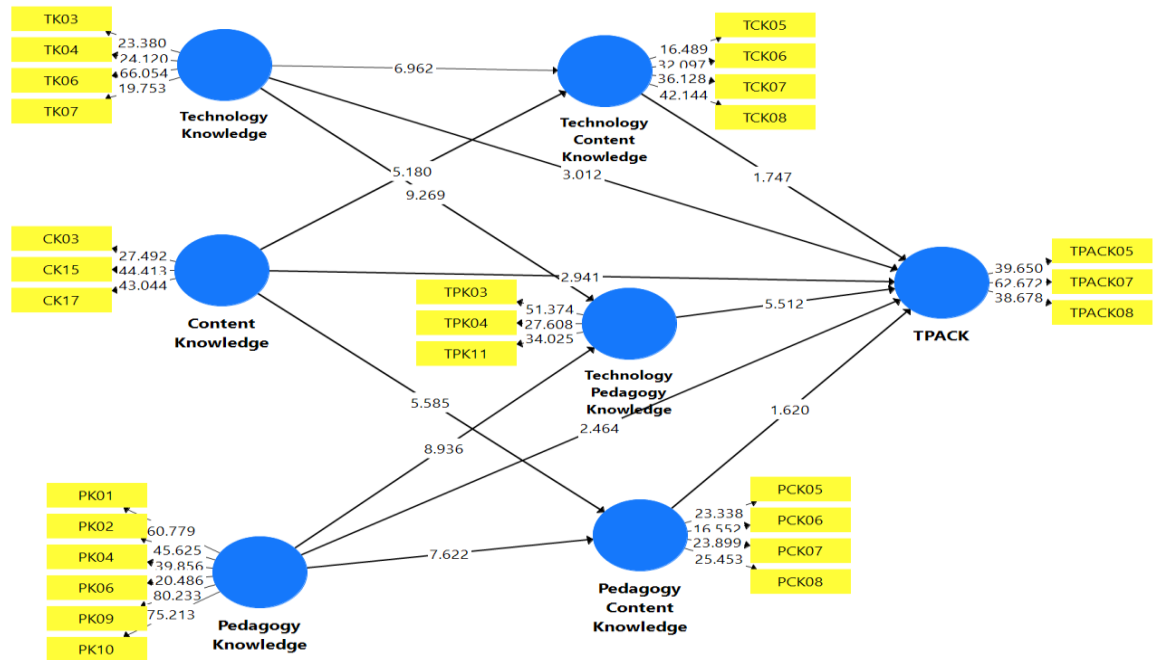 TK03
TK04
TK06
TK07
23.380
24.120
66.054
19.753
Technology
Knowledge
6.962
TCK05
TCK06
TCK07
TCK08
16.489
32.097
36.128
42.144
Technology
Content
Knowledge
5.180
9.269
3.012
1.747
CK03
CK15
CK17
27.492
44.413
43.044
Content
Knowledge
2.941
TPK03
TPK04
TPK11
51.374
27.608
34.025
Technology
Pedagogy
Knowledge
5.512
TPACK
39.650
62.672
38.678
TPACK05
TPACK07
TPACK08
5.585
8.936
2.464
1.620
PK01
PK02
PK04
PK06
PK09
PK10
60.779
45.625
39.856
20.486
80.233
75.213
Pedagogy
Knowledge
7.622
Pedagogy
Content
Knowledge
23.338
16.552
23.899
25.453
PCK05
PCK06
PCK07
PCK08